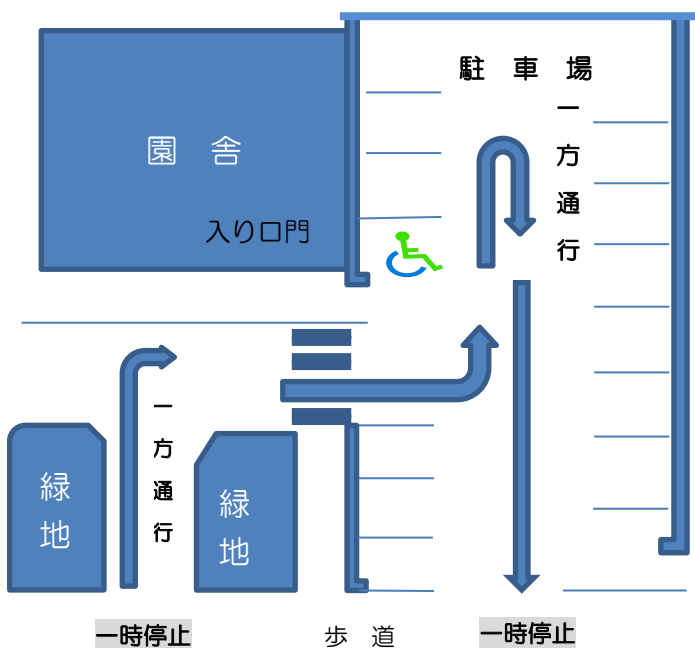 駐車場
一方通行
園舎
入り口門
一方通行
緑地
緑地
一時停止
歩道
一時停止